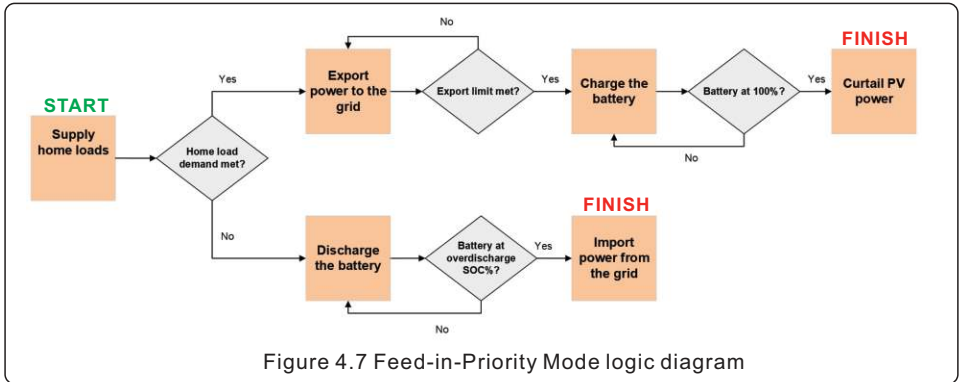 START
Supply
home loads
Home load
demand met?
Yes
Export
power to the
grid
No
Export limit met?
Yes
Charge the
battery
Battery at 100%?
No
Yes
FINISH
Curtail PV
power
No
Discharge
the battery
Battery at
overdischarge
SOC%?
No
Yes
FINISH
Import
power from
the grid
Figure 4.7 Feed-in-Priority Mode logic diagram